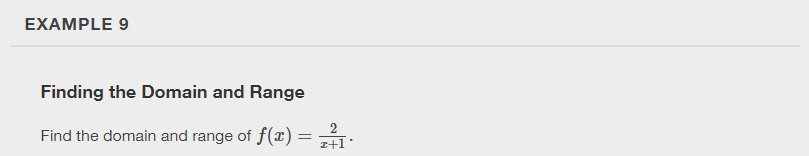 EXAMPLE 9
Finding the Domain and Range
Find the domain and range of f(x) = 2/(x+1).